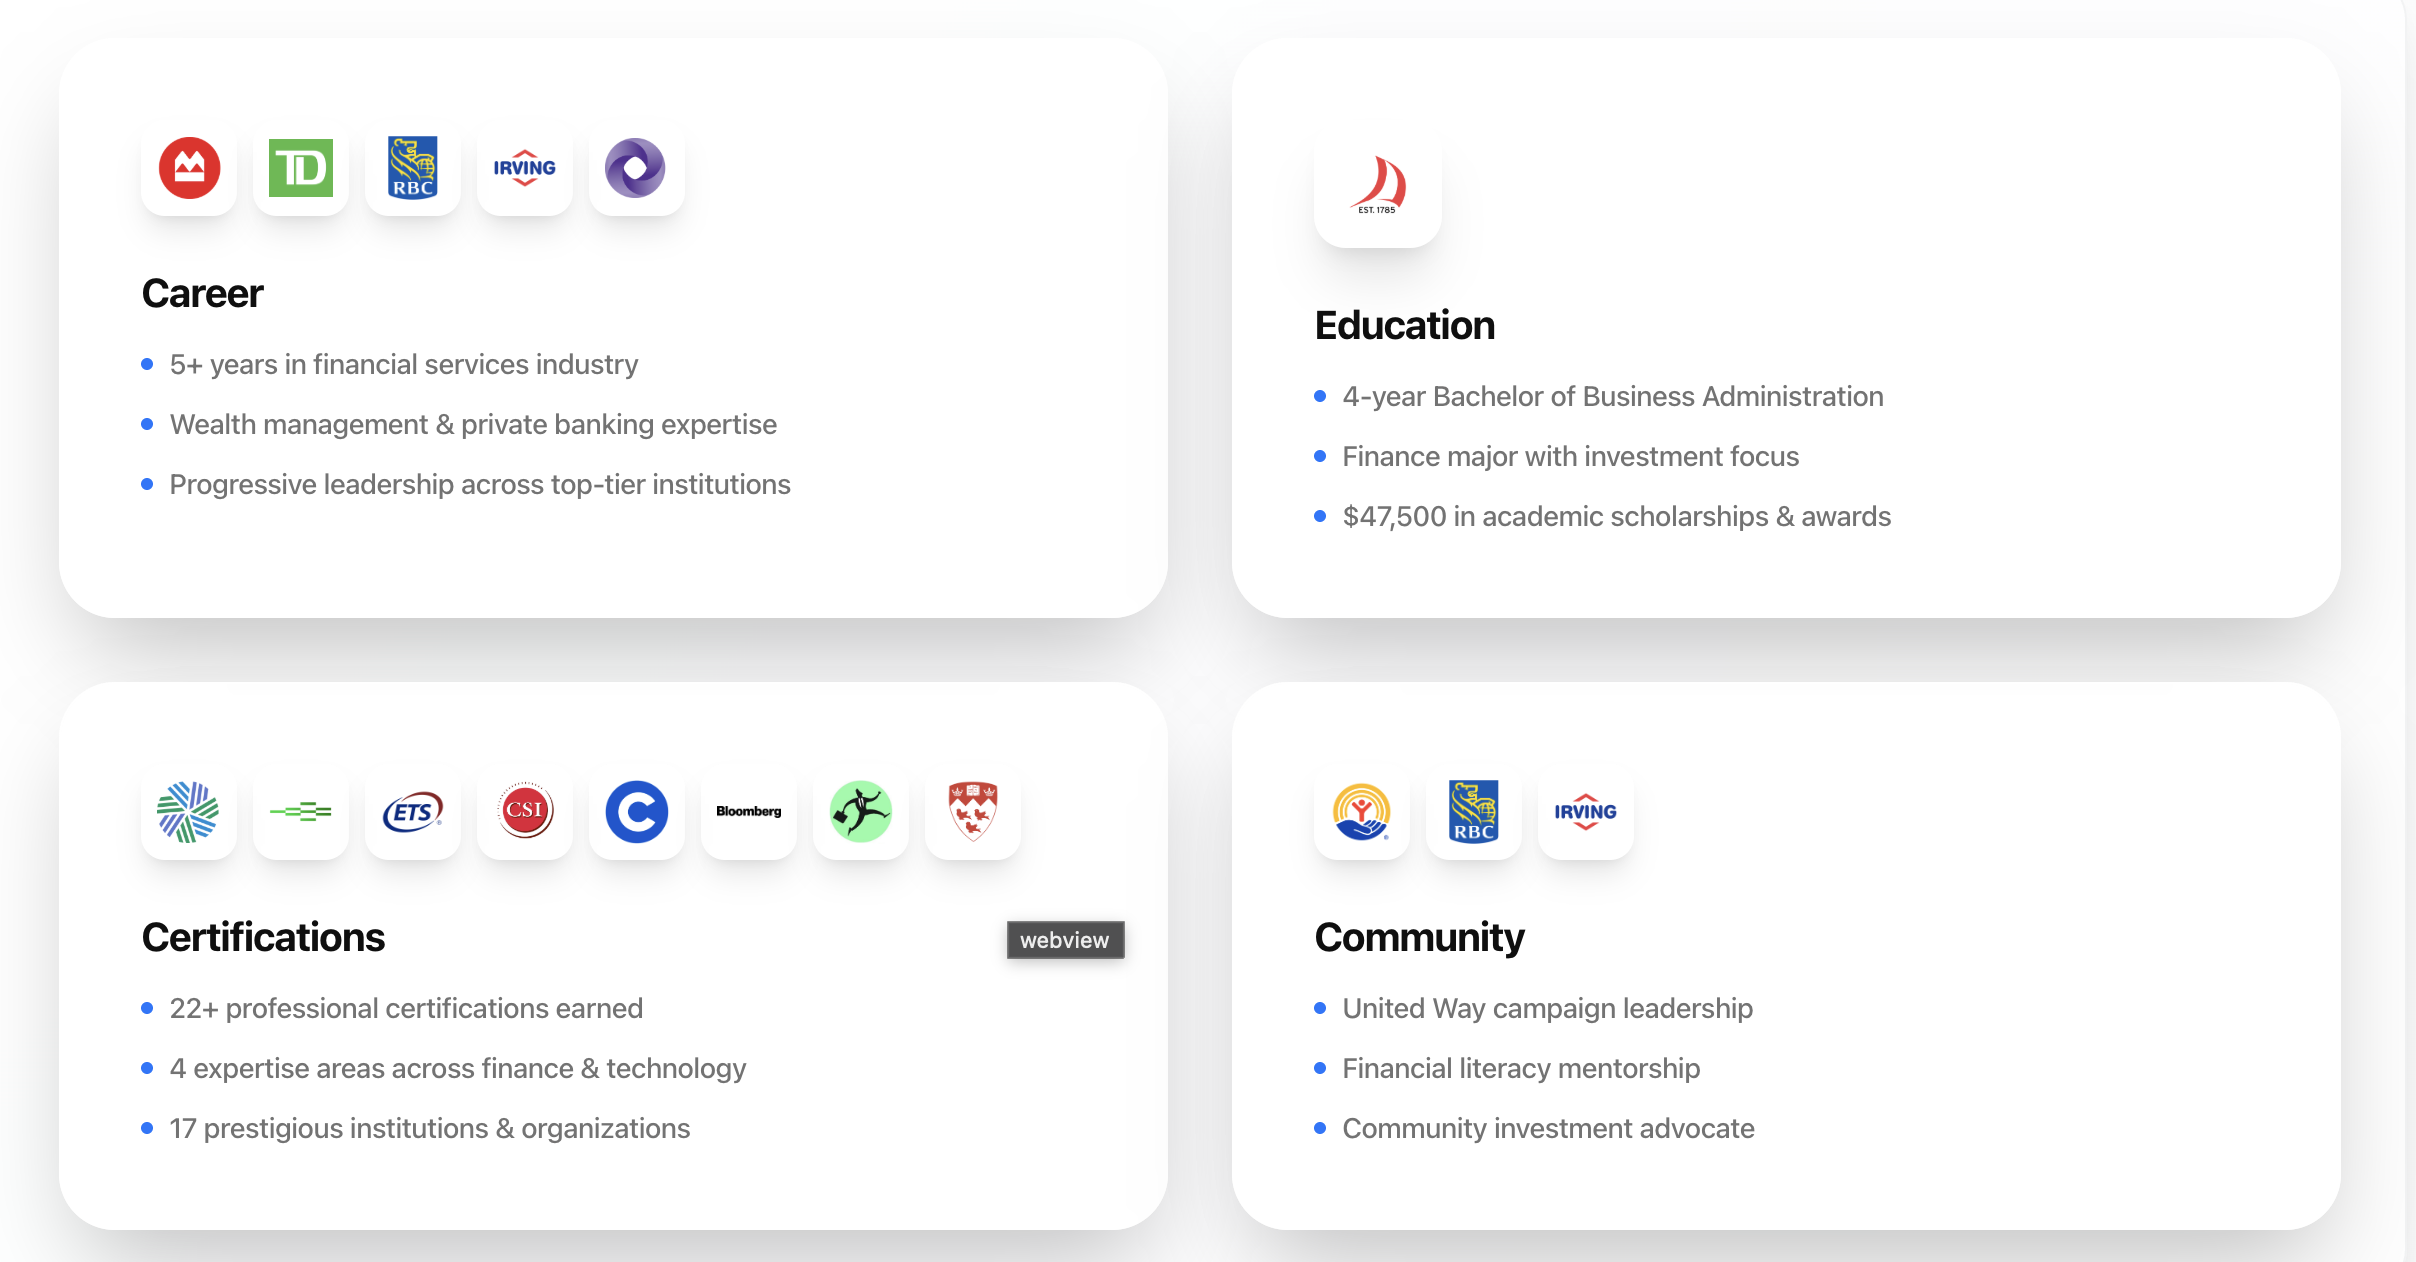 TD
RBC
IRVING
Career
5+ years in financial services industry
Wealth management & private banking expertise
Progressive leadership across top-tier institutions
EST. 1785
Education
4-year Bachelor of Business Administration
Finance major with investment focus
$47,500 in academic scholarships & awards
ETS
CSI
C
Bloomberg
Certifications
webview
22+ professional certifications earned
4 expertise areas across finance & technology
17 prestigious institutions & organizations
RBC
IRVING
Community
United Way campaign leadership
Financial literacy mentorship
Community investment advocate